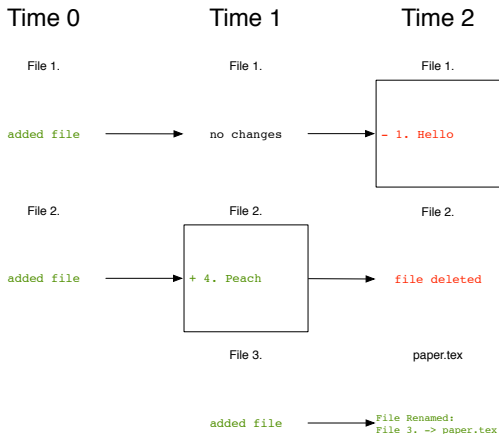 Time 0 Time 1 Time 2
File 1. File 1. File 1.
added file no changes - 1. Hello
File 2. File 2. File 2.
added file + 4. Peach file deleted
File 3. paper.tex
added file File Renamed:
File 3. -> paper.tex